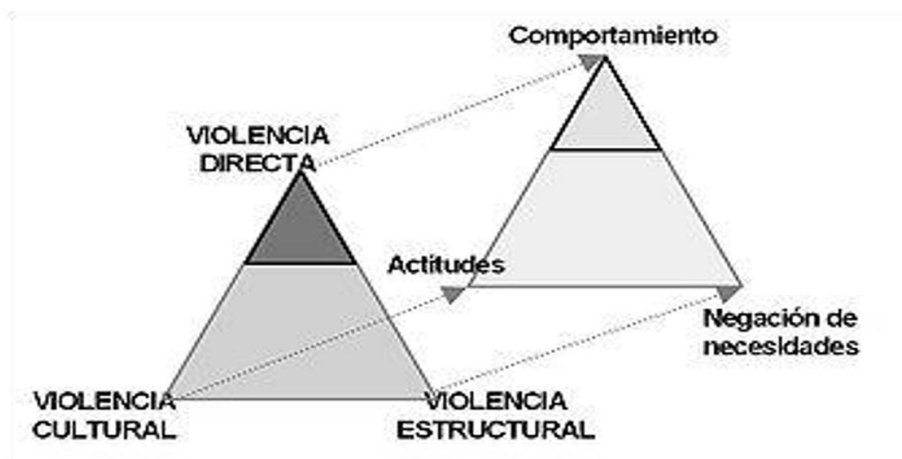 Comportamiento
VIOLENCIA
DIRECTA
Actitudes
Negación de
necesidades
VIOLENCIA
CULTURAL
VIOLENCIA
ESTRUCTURAL